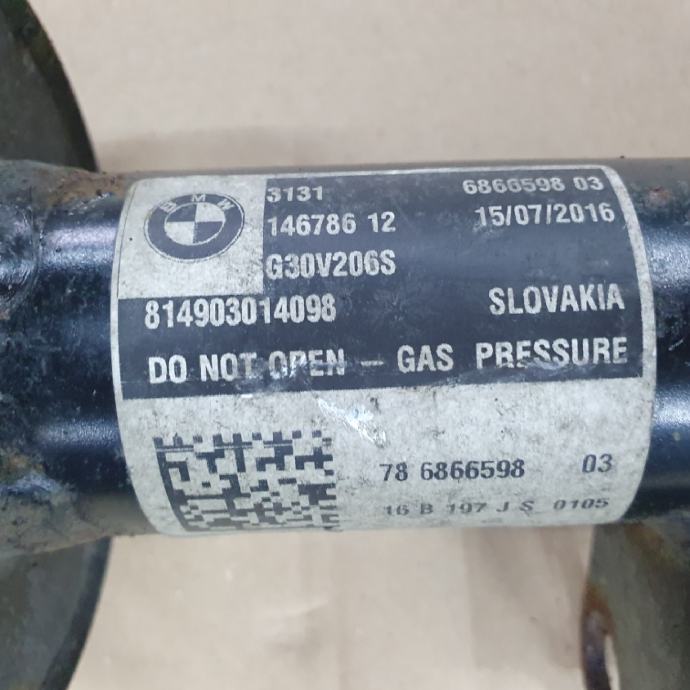 BMW
3131 6866598 03
146786 12 15/07/2016
G30V206S
814903014098 SLOVAKIA
DO NOT OPEN - GAS PRESSURE
78 6866598 03
16 B 197 J S 0105